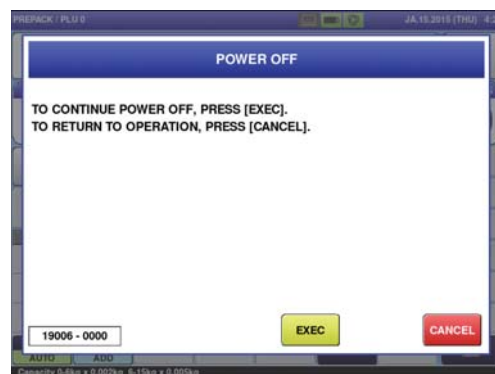 PREPACK / PLU 0
JA.15.2015 (THU) 4:
POWER OFF
TO CONTINUE POWER OFF, PRESS [EXEC].
TO RETURN TO OPERATION, PRESS [CANCEL].
19006 - 0000
EXEC
CANCEL
AUTO ADD
Capacity 0-6kg x 0.002kg, 6-15kg x 0.005kg